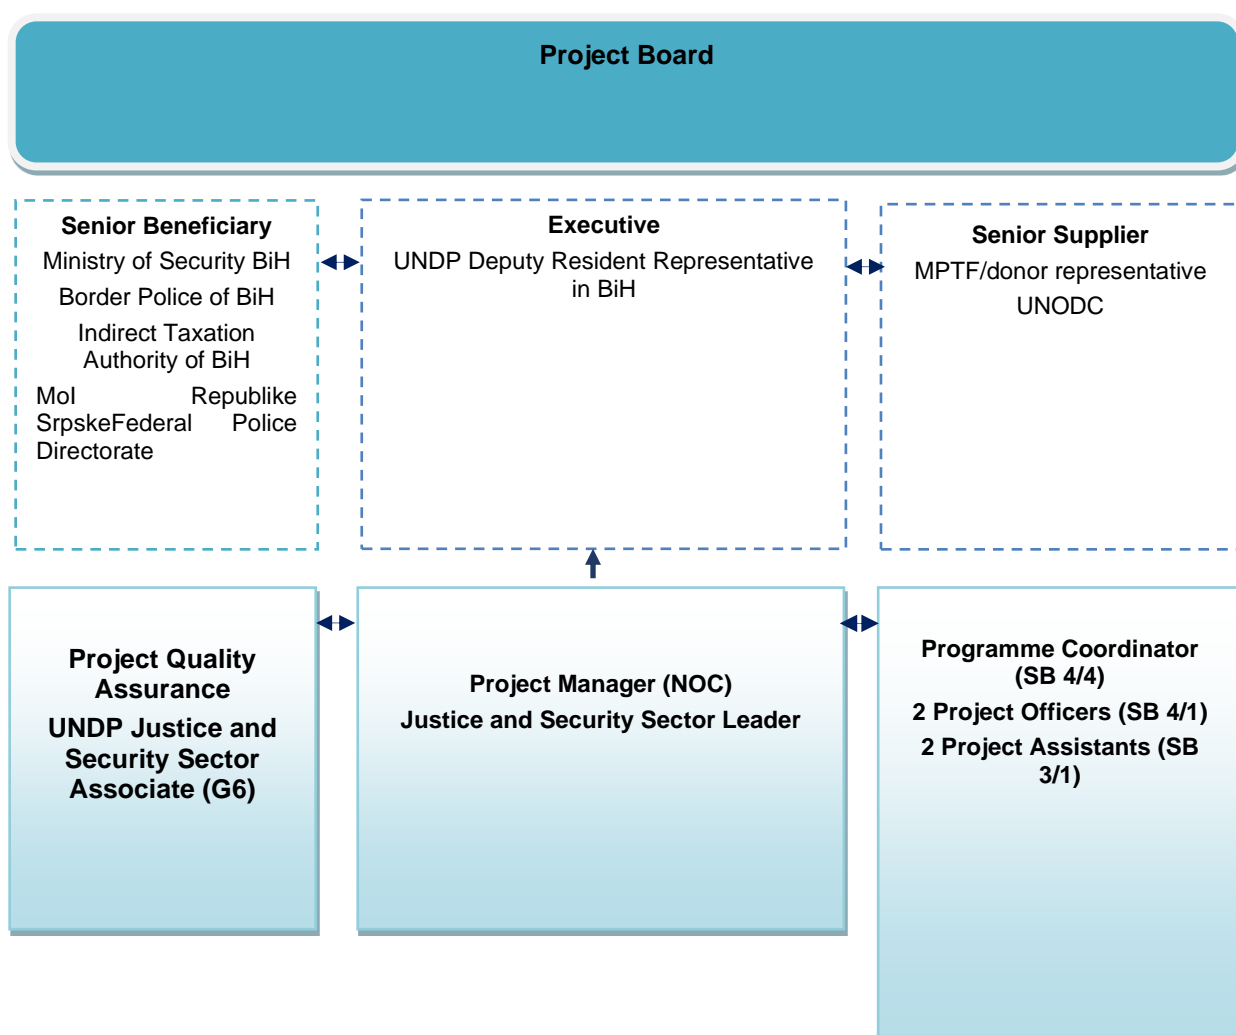 Project Board
Senior Beneficiary
Ministry of Security BiH
Border Police of BiH
Indirect Taxation
Authority of BiH
MoI Republike
SrpskeFederal Police
Directorate
Executive
UNDP Deputy Resident Representative
in BiH
Senior Supplier
MPTF/donor representative
UNODC
Project Quality
Assurance
UNDP Justice and
Security Sector
Associate (G6)
Project Manager (NOC)
Justice and Security Sector Leader
Programme Coordinator
(SB 4/4)
2 Project Officers (SB 4/1)
2 Project Assistants (SB
3/1)